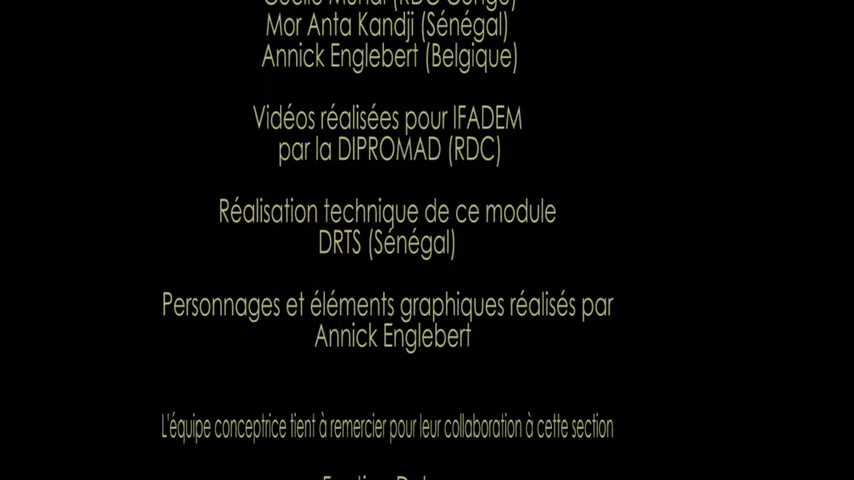 Mor Anta Kandji (Sénégal)
Annick Englebert (Belgique)
Vidéos réalisées pour IFADEM
par la DIPROMAD (RDC)
Réalisation technique de ce module
DRTS (Sénégal)
Personnages et éléments graphiques réalisés par
Annick Englebert
L'équipe conceptrice tient à remercier pour leur collaboration à cette section